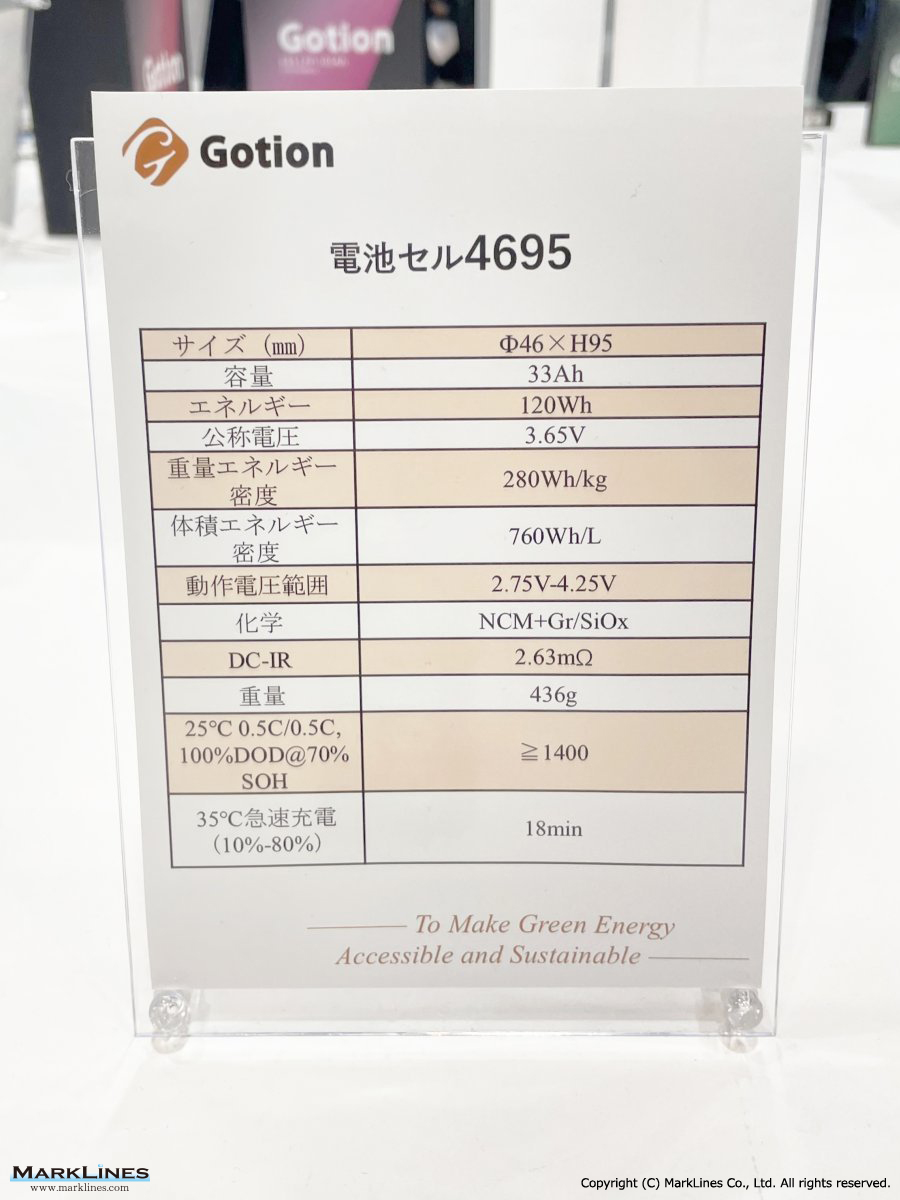 Gotion
Gotion
Gotion
電池セル4695
サイズ（㎜） Φ46×H95
容量 33Ah
エネルギー 120Wh
公称電圧 3.65V
重量エネルギー
密度 280Wh/kg
体積エネルギー
密度 760Wh/L
動作電圧範囲 2.75V-4.25V
化学 NCM+Gr/SiOx
DC-IR 2.63mΩ
重量 436g
25℃ 0.5C/0.5C,
100%DOD@70%
SOH ≧1400
35℃急速充電
（10%-80%） 18min
To Make Green Energy
Accessible and Sustainable
MARKLINES
www.marklines.com
Copyright (C) MarkLines Co., Ltd. All rights reserved.